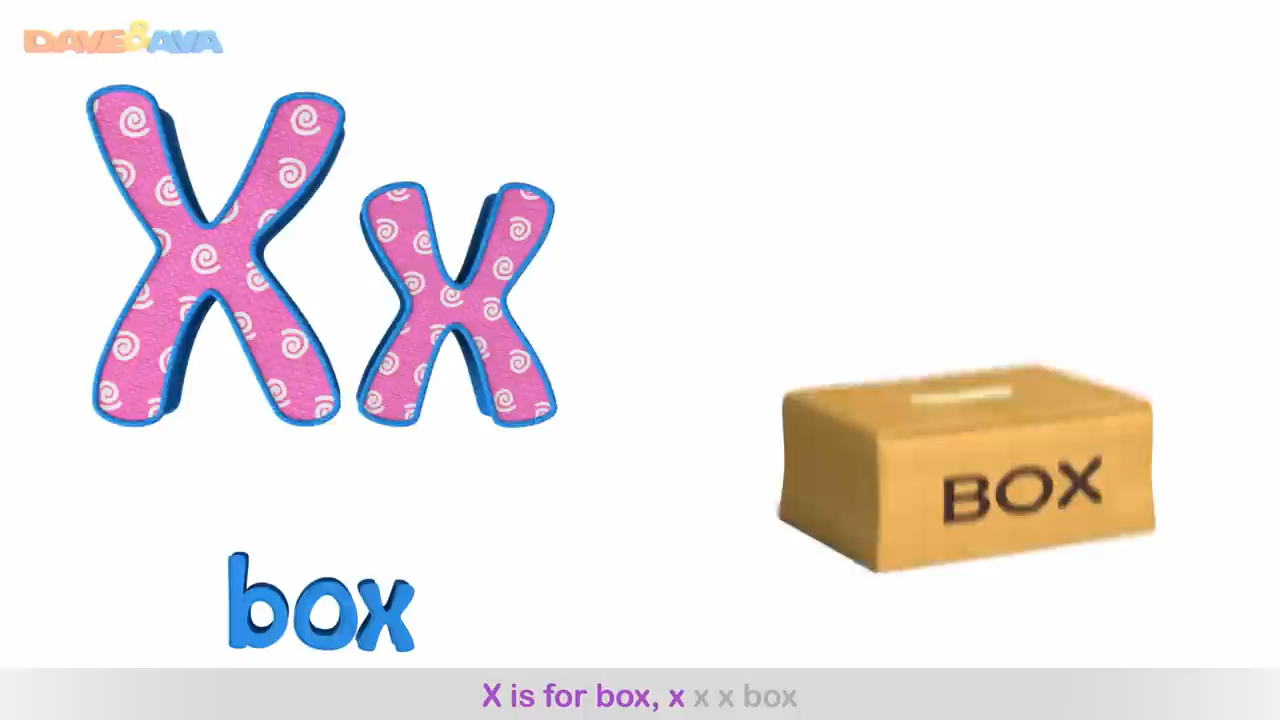 DAVE&AVA
Xx
BOX
box
X is for box, x x x box